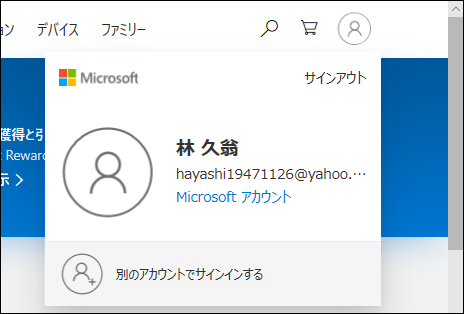 ョン デバイス ファミリー
Microsoft サインアウト
獲得と引
t Reward
示 >
林 久翁
hayashi19471126@yahoo.…
Microsoft アカウント
別のアカウントでサインインする